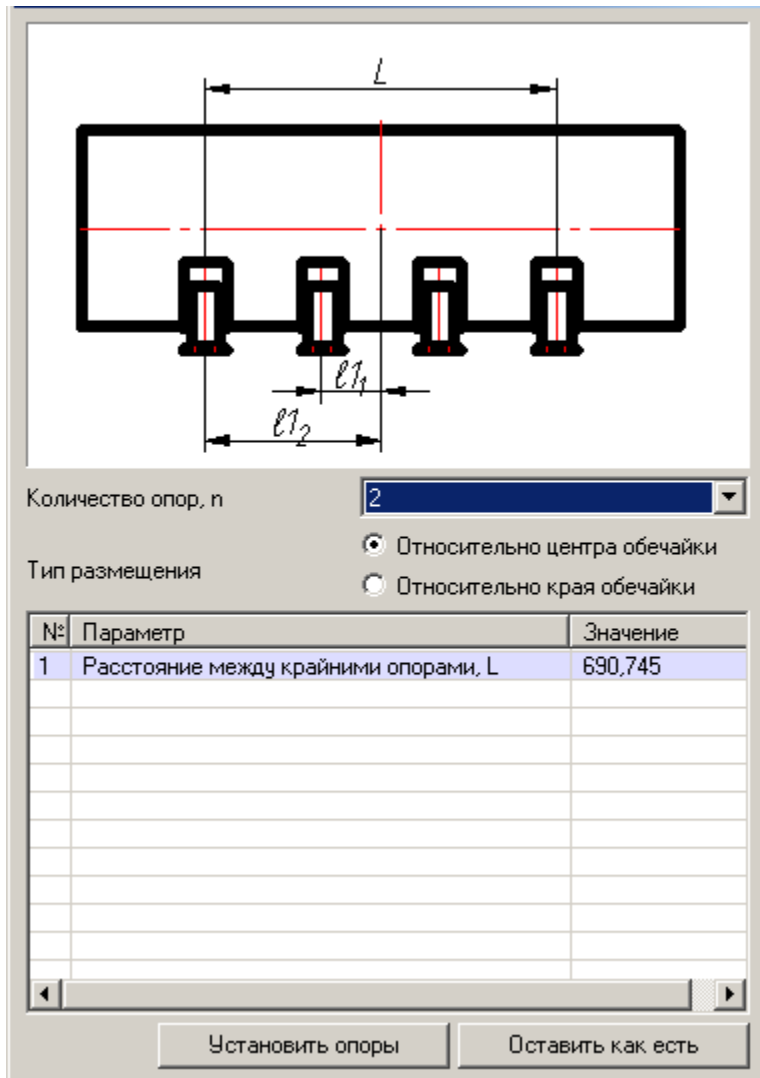 L
ℓ1₁
ℓ1₂
Количество опор, n 2
Относительно центра обечайки
Тип размещения
Относительно края обечайки
№ Параметр Значение
1 Расстояние между крайними опорами, L 690,745
Установить опоры Оставить как есть